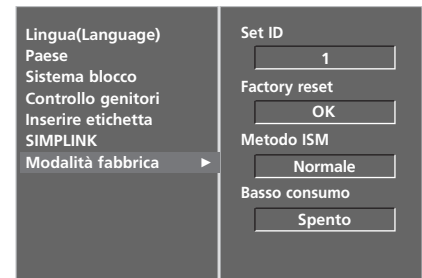 Lingua(Language)
Paese
Sistema blocco
Controllo genitori
Inserire etichetta
SIMPLINK
Modalità fabbrica ►
Set ID
1
Factory reset
OK
Metodo ISM
Normale
Basso consumo
Spento